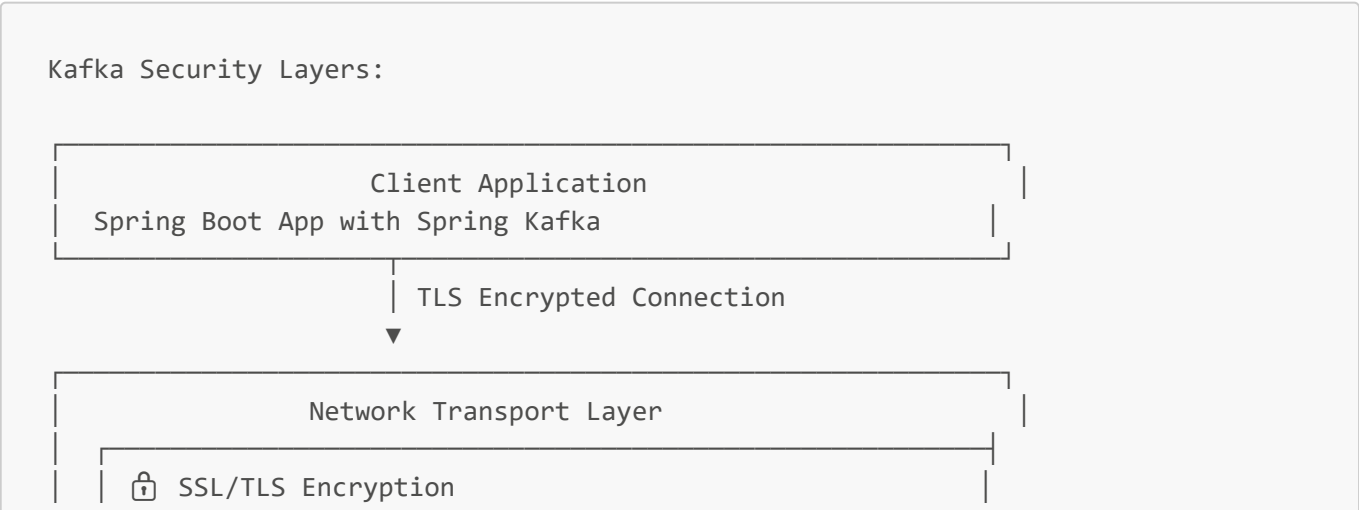 Kafka Security Layers:
Client Application
Spring Boot App with Spring Kafka
TLS Encrypted Connection
Network Transport Layer
🔒 SSL/TLS Encryption